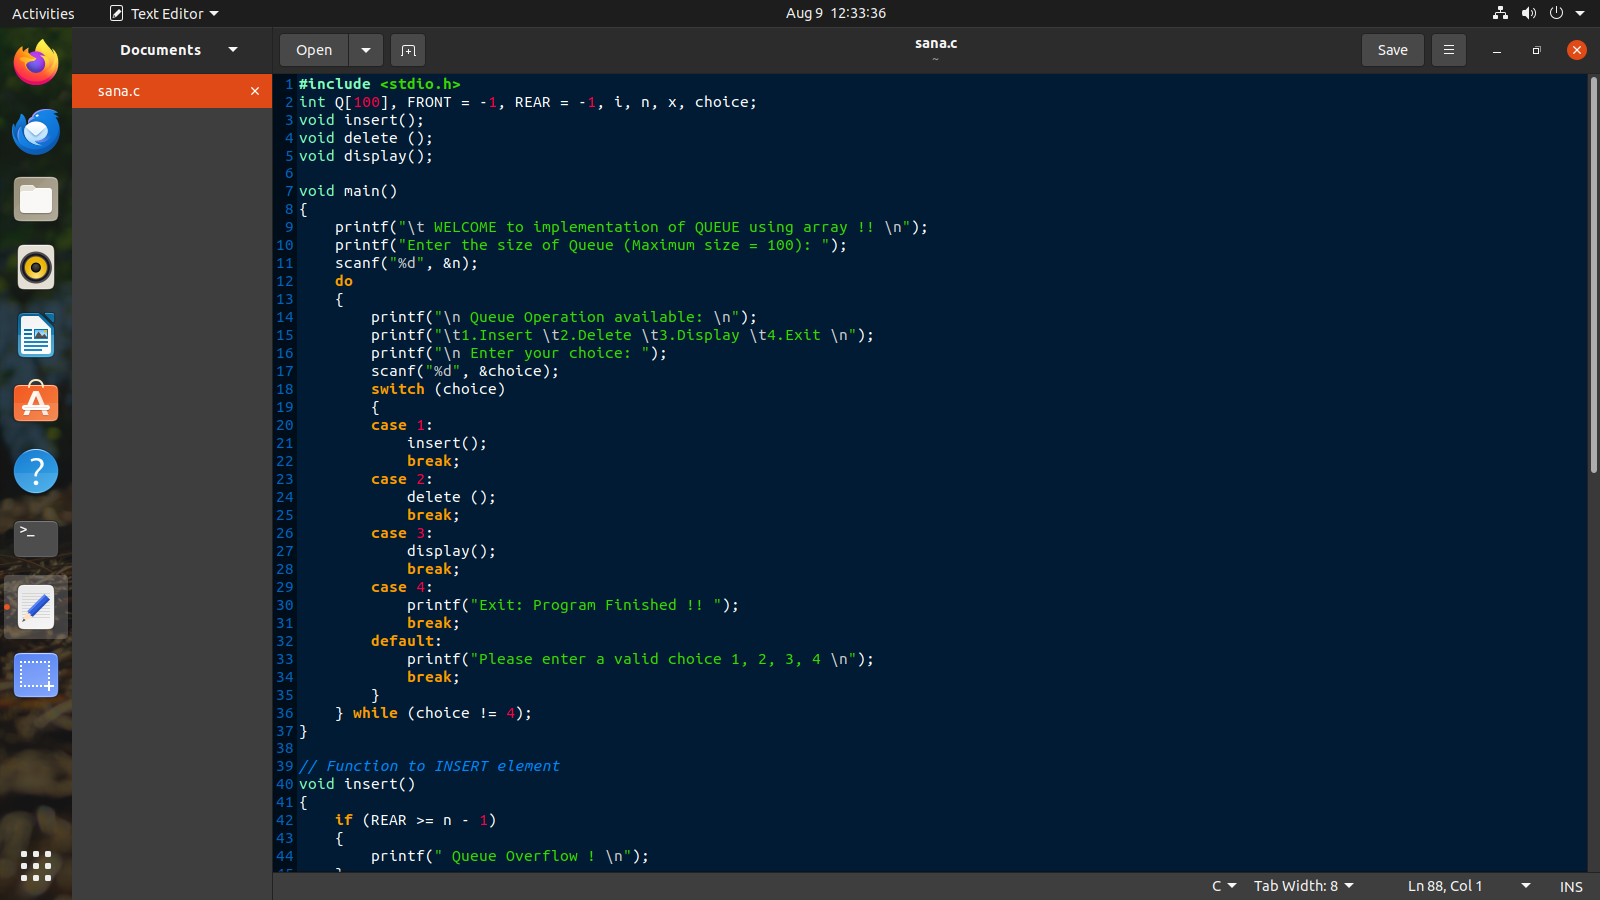 Activities Text Editor Aug 9 12:33:36
Documents Open sana.c Save
~
sana.c
1 #include <stdio.h>
2 int Q[100], FRONT = -1, REAR = -1, i, n, x, choice;
3 void insert();
4 void delete ();
5 void display();
6
7 void main()
8 {
9     printf("\t WELCOME to implementation of QUEUE using array !! \n");
10     printf("Enter the size of Queue (Maximum size = 100): ");
11     scanf("%d", &n);
12     do
13     {
14         printf("\n Queue Operation available: \n");
15         printf("\t1.Insert \t2.Delete \t3.Display \t4.Exit \n");
16         printf("\n Enter your choice: ");
17         scanf("%d", &choice);
18         switch (choice)
19         {
20         case 1:
21             insert();
22             break;
23         case 2:
24             delete ();
25             break;
26         case 3:
27             display();
28             break;
29         case 4:
30             printf("Exit: Program Finished !! ");
31             break;
32         default:
33             printf("Please enter a valid choice 1, 2, 3, 4 \n");
34             break;
35         }
36     } while (choice != 4);
37 }
38
39 // Function to INSERT element
40 void insert()
41 {
42     if (REAR >= n - 1)
43     {
44         printf(" Queue Overflow ! \n");
C Tab Width: 8 Ln 88, Col 1 INS